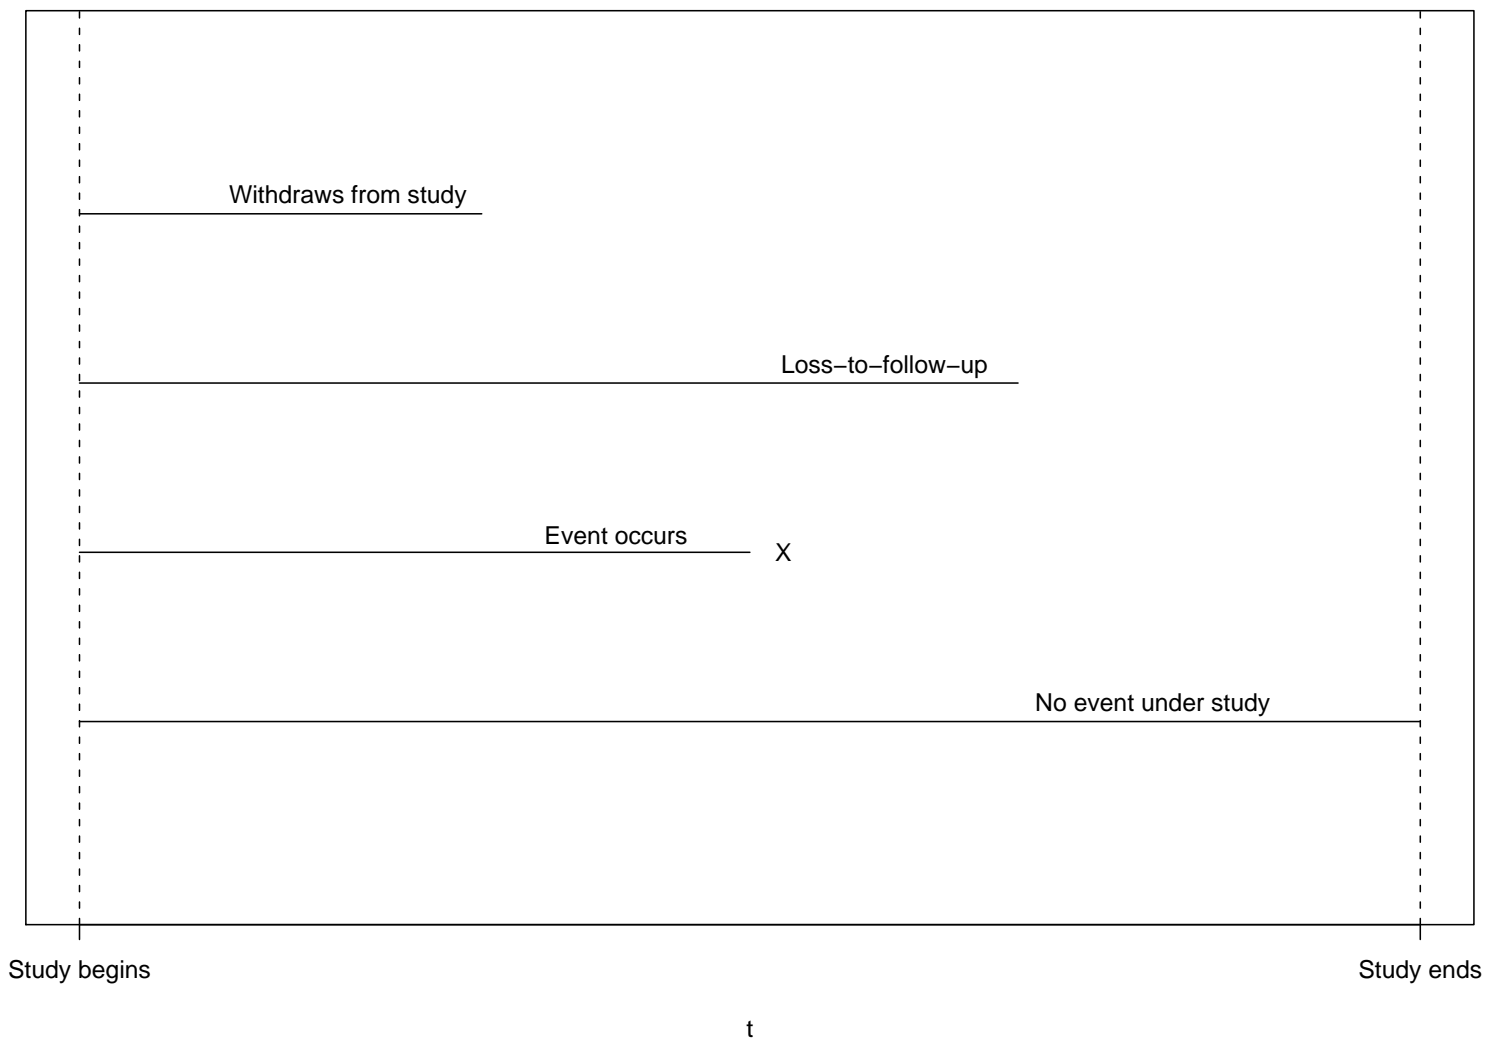 Withdraws from study
Loss−to−follow−up
Event occurs
X
No event under study
Study begins
Study ends
t